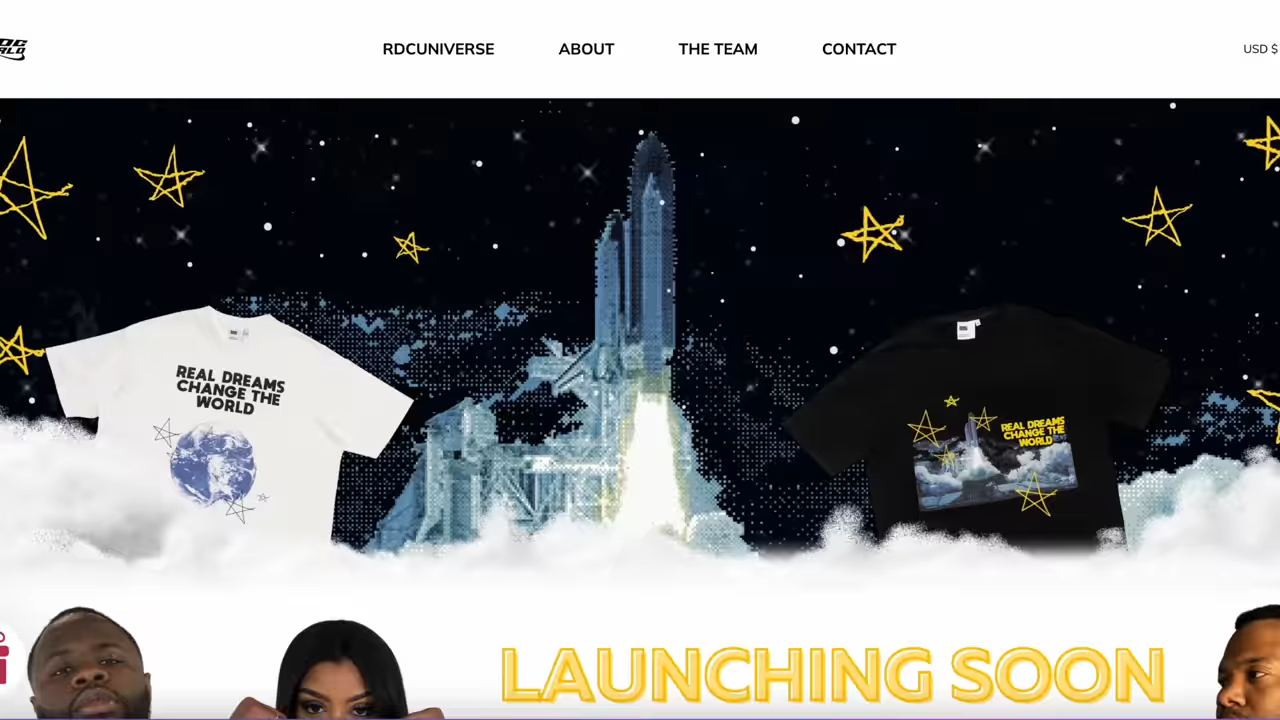 RDCUNIVERSE
ABOUT
THE TEAM
CONTACT
USD $
REAL DREAMS
CHANGE THE
WORLD
REAL DREAMS
CHANGE THE
WORLD
LAUNCHING SOON